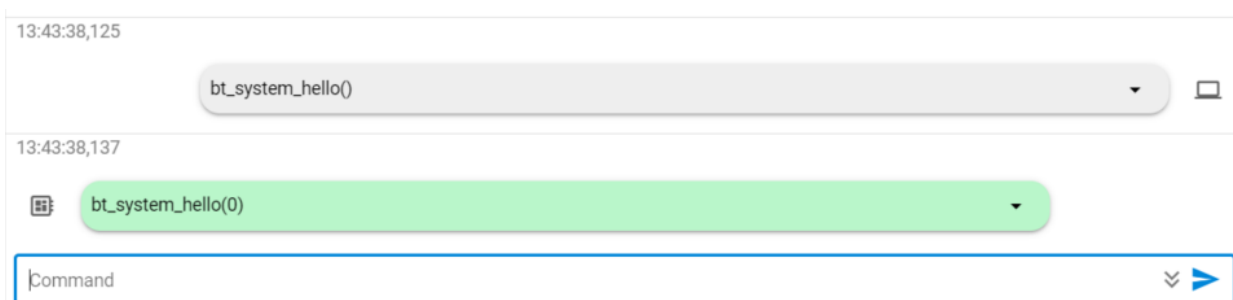 13:43:38,125
bt_system_hello()
13:43:38,137
bt_system_hello(0)
Command